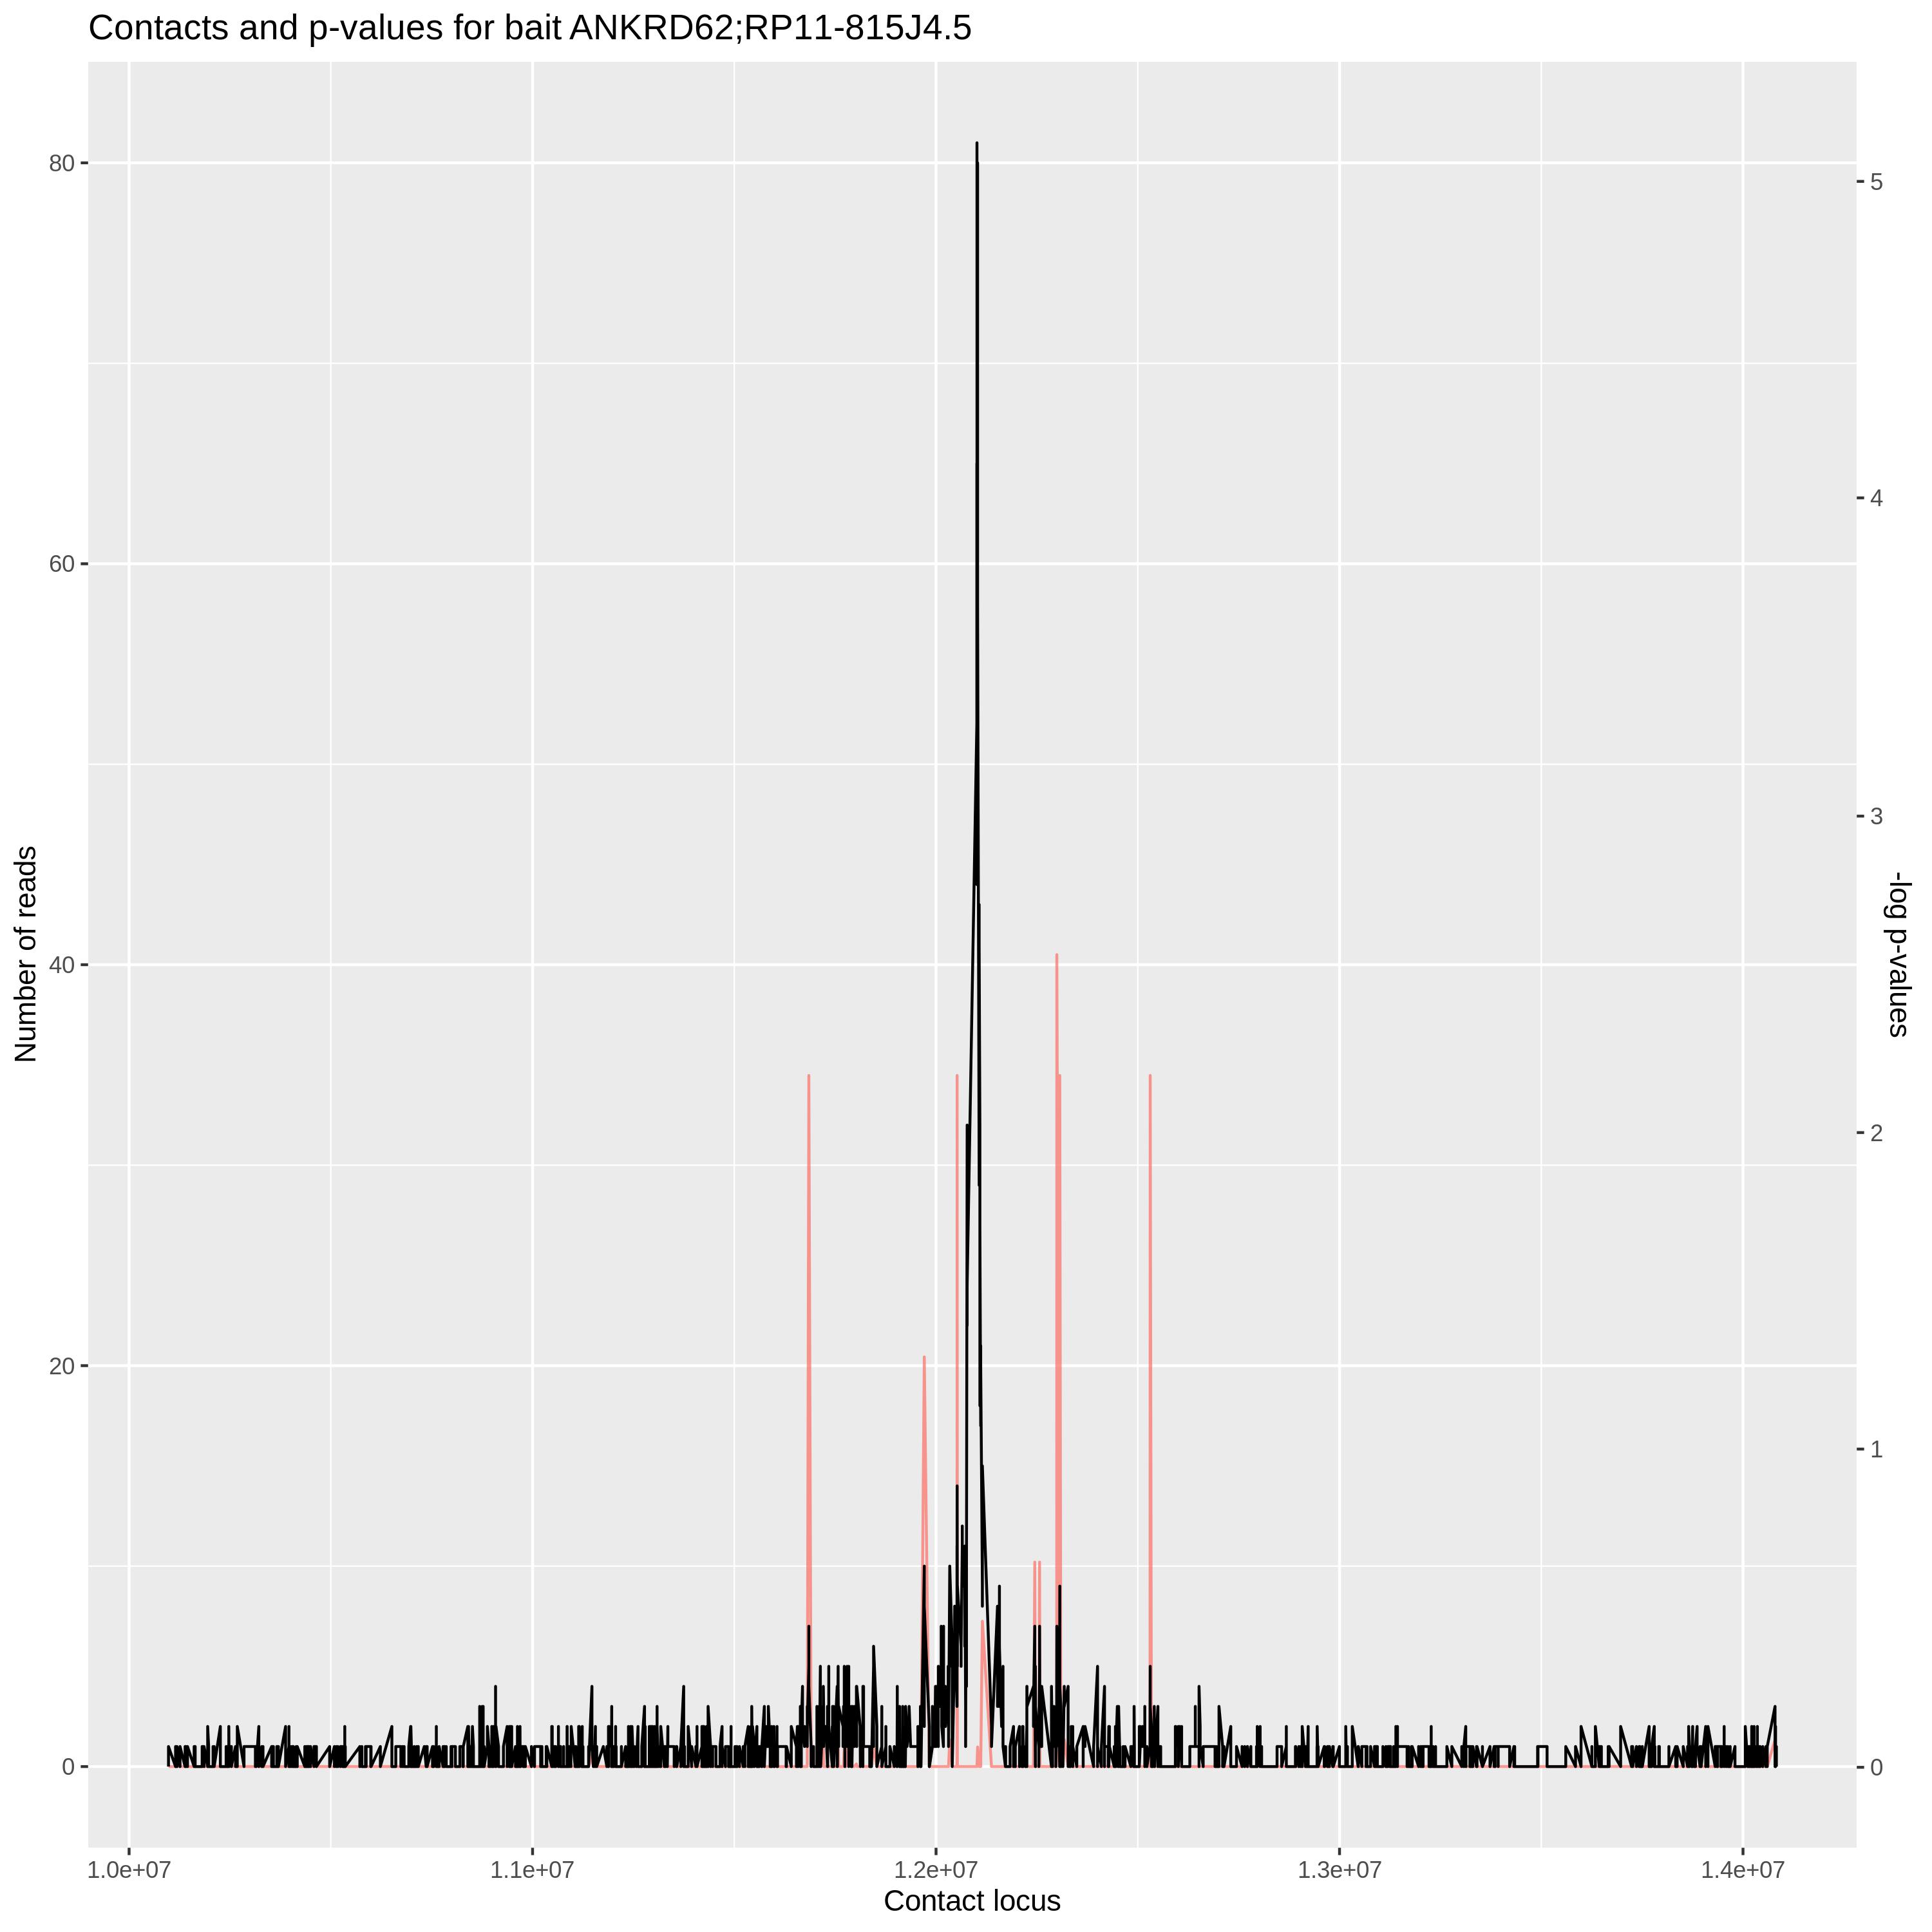 Contacts and p-values for bait ANKRD62;RP11-815J4.5
80
60
40
20
0
Number of reads
5
4
3
2
1
0
-log p-values
1.0e+07 1.1e+07 1.2e+07 1.3e+07 1.4e+07
Contact locus